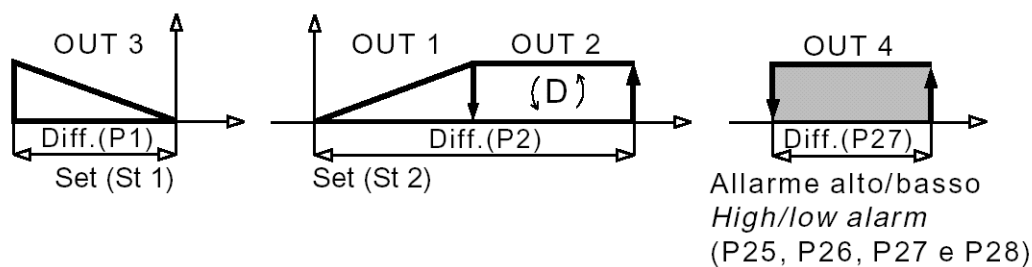 OUT 3
OUT 1
OUT 2
OUT 4
D
Diff.(P1)
Diff.(P2)
Diff.(P27)
Set (St 1)
Set (St 2)
Allarme alto/basso
High/low alarm
(P25, P26, P27 e P28)